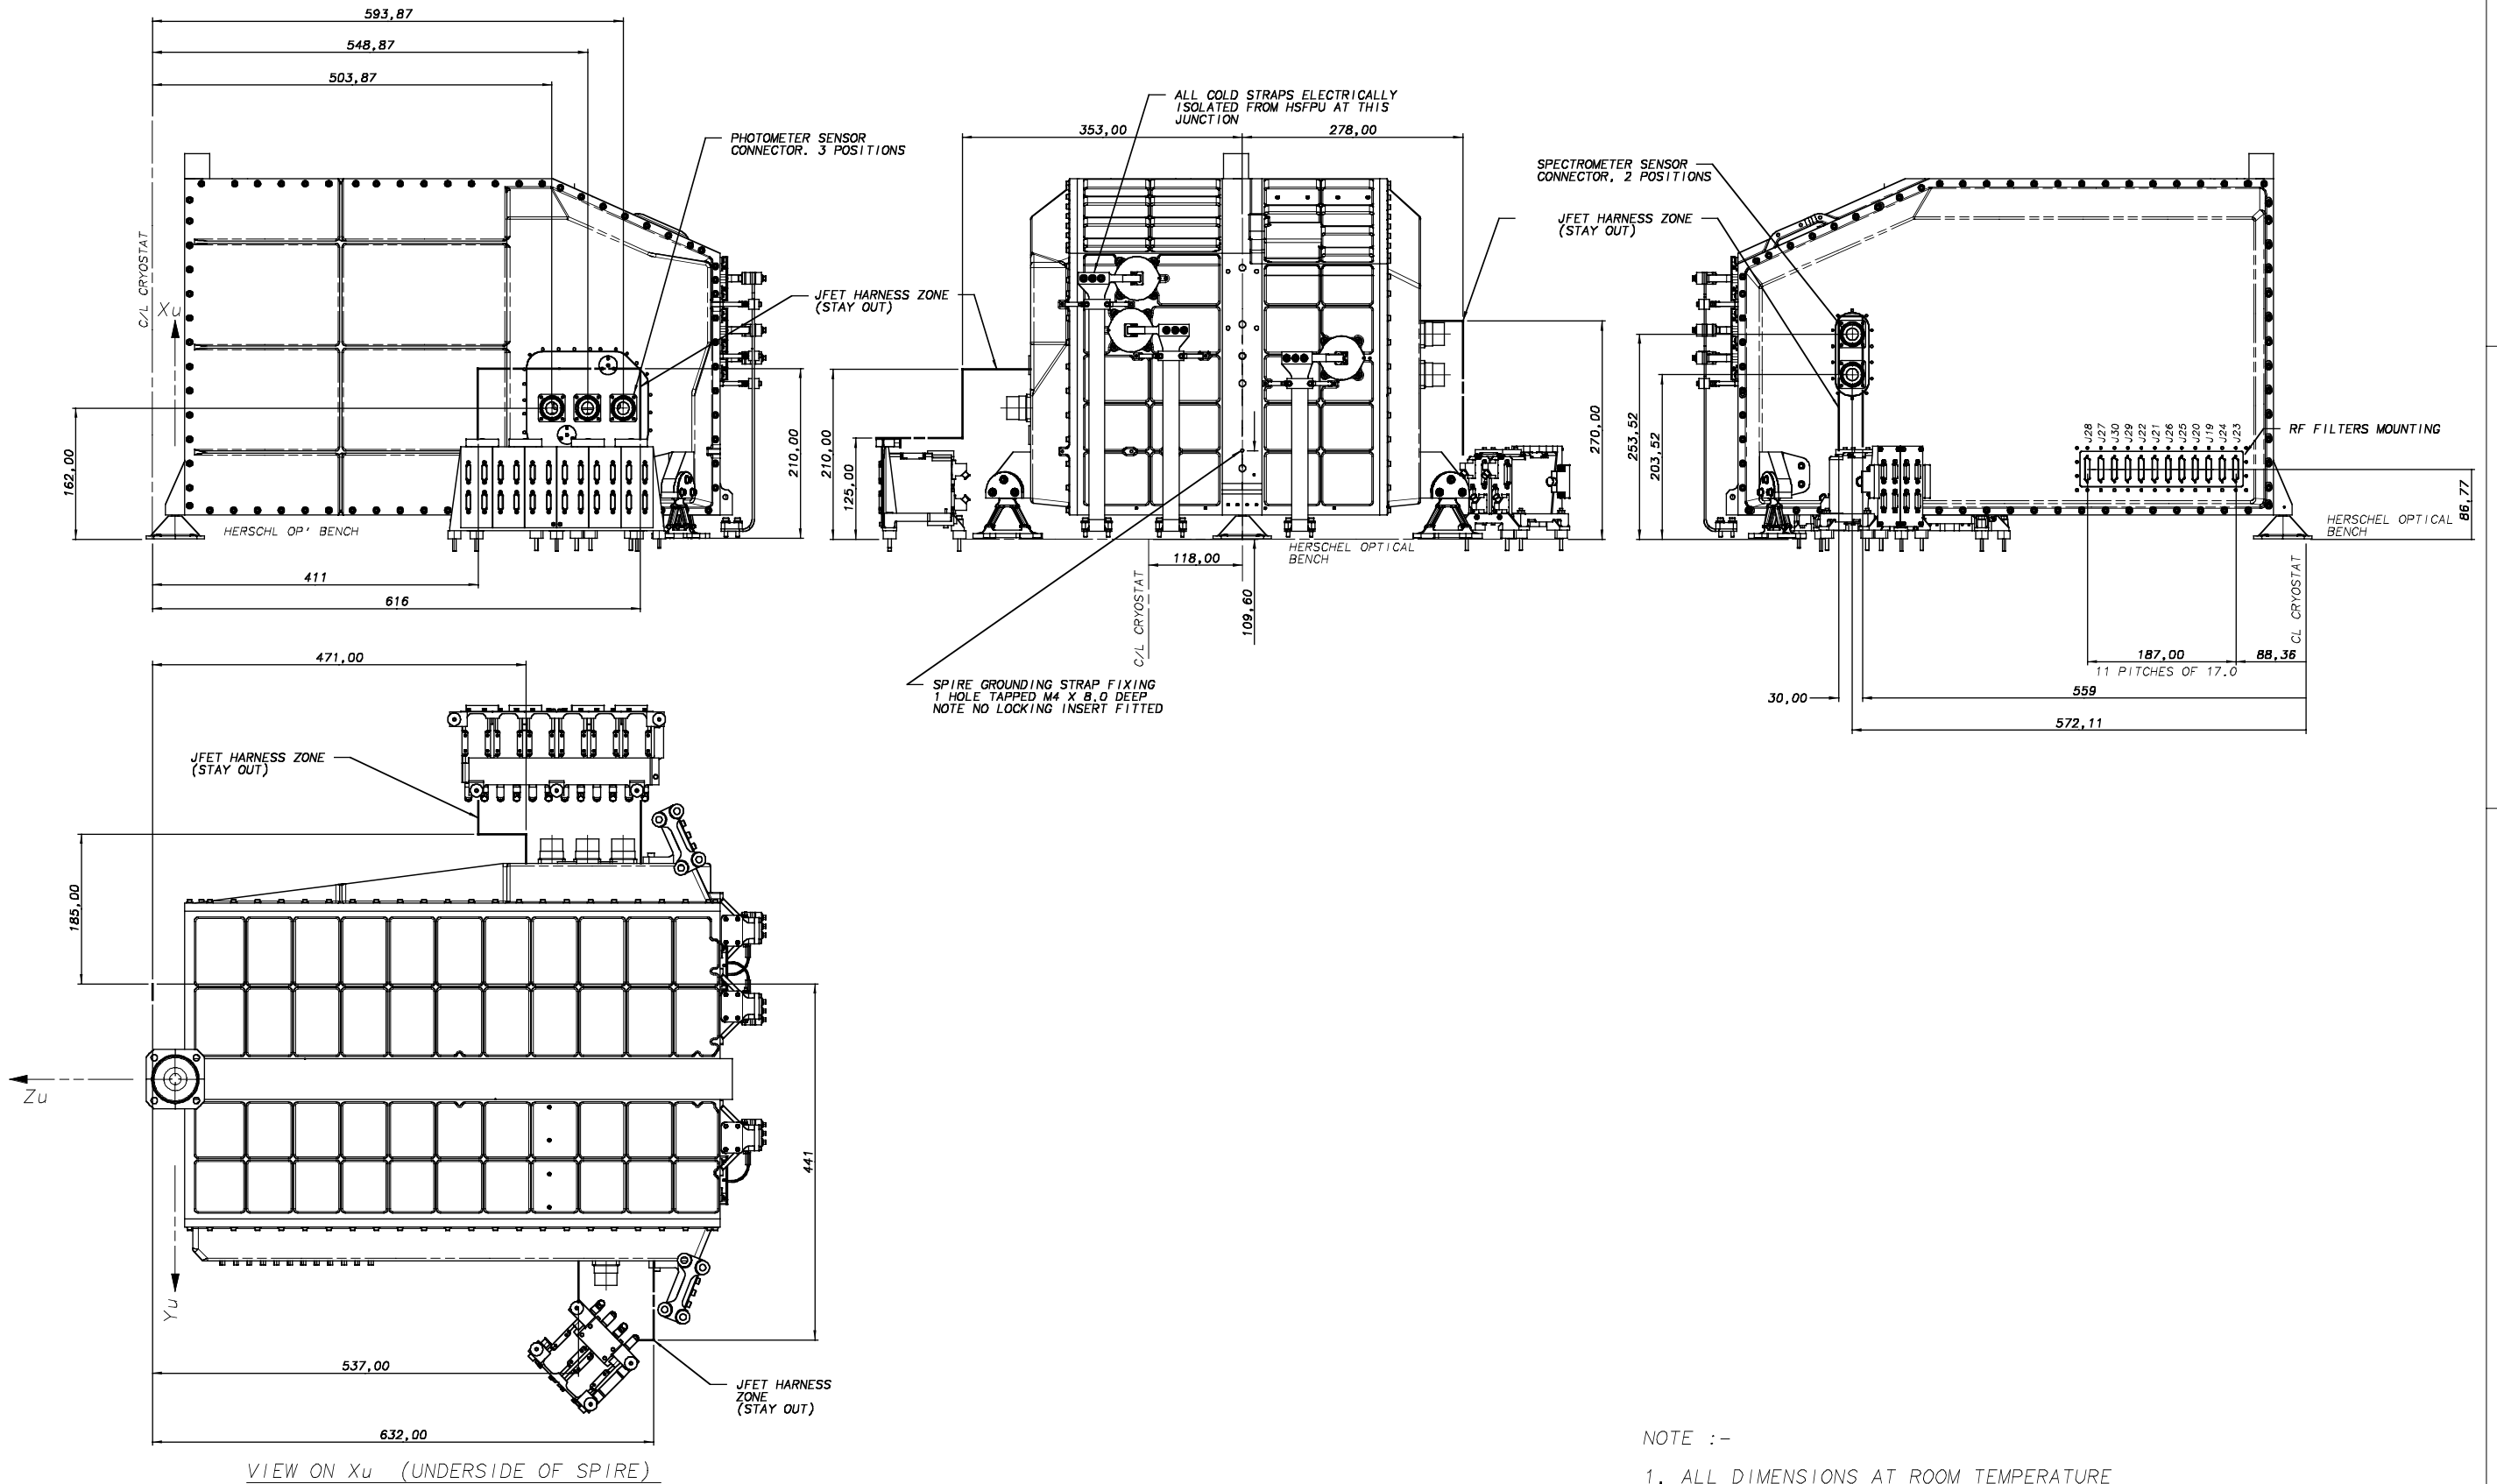 593,87
548,87
503,87
ALL COLD STRAPS ELECTRICALLY
ISOLATED FROM HSFPU AT THIS
JUNCTION
353,00
278,00
PHOTOMETER SENSOR
CONNECTOR. 3 POSITIONS
SPECTROMETER SENSOR
CONNECTOR, 2 POSITIONS
JFET HARNESS ZONE
(STAY OUT)
C/L CRYOSTAT
Xu
JFET HARNESS ZONE
(STAY OUT)
162,00
210,00
210,00
125,00
270,00
253,52
203,52
J28
J27
J30
J29
J22
J21
J26
J25
J20
J19
J24
J23
RF FILTERS MOUNTING
86,77
HERSCHL OP' BENCH
HERSCHEL OPTICAL
BENCH
HERSCHEL OPTICAL
BENCH
411
616
118,00
109,60
C/L CRYOSTAT
CL CRYOSTAT
187,00
88,36
11 PITCHES OF 17.0
30,00
559
572,11
SPIRE GROUNDING STRAP FIXING
1 HOLE TAPPED M4 X 8.0 DEEP
NOTE NO LOCKING INSERT FITTED
471,00
JFET HARNESS ZONE
(STAY OUT)
185,00
Zu
441
Yu
537,00
JFET HARNESS
ZONE
(STAY OUT)
632,00
VIEW ON Xu (UNDERSIDE OF SPIRE)
NOTE :-
1. ALL DIMENSIONS AT ROOM TEMPERATURE